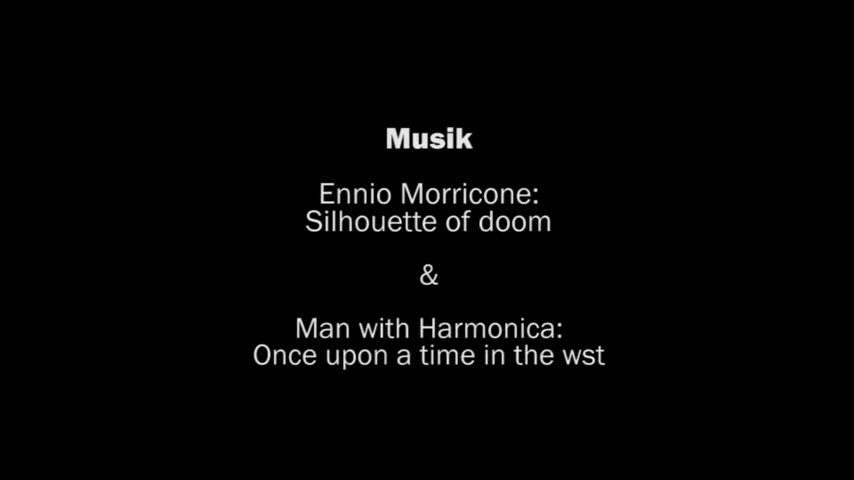 Musik
Ennio Morricone:
Silhouette of doom
&
Man with Harmonica:
Once upon a time in the wst